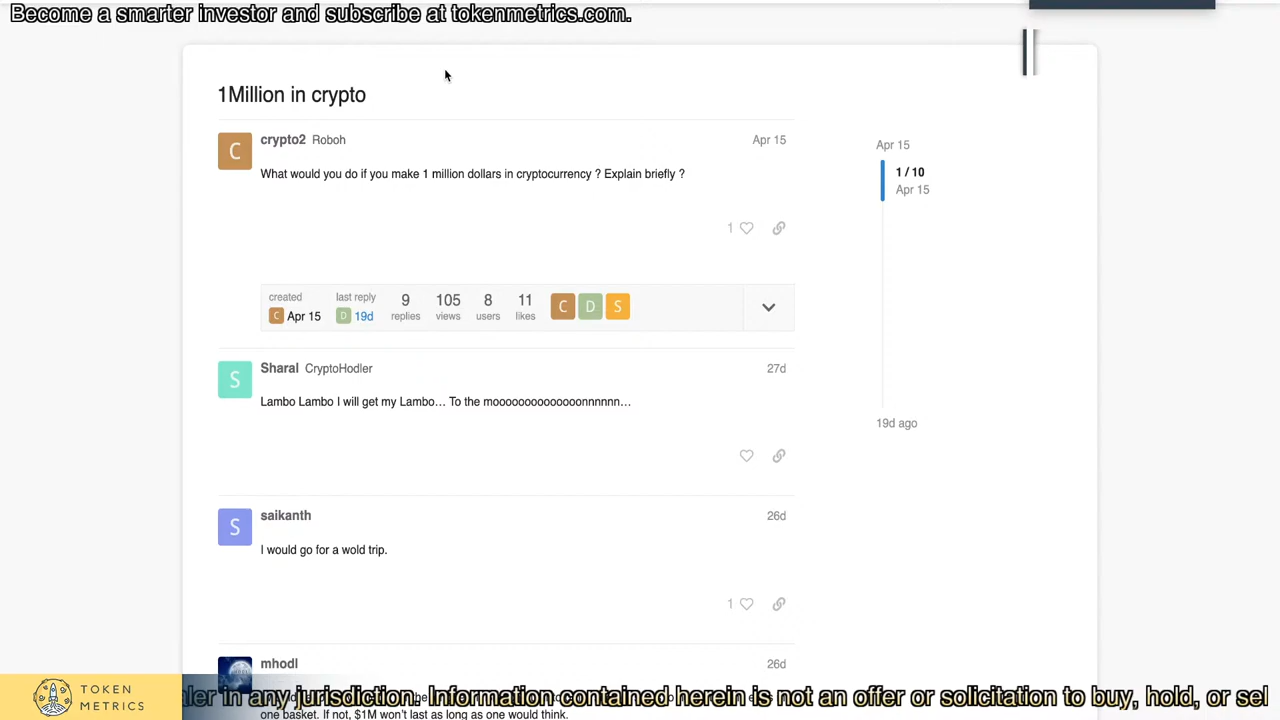 Become a smarter investor and subscribe at tokenmetrics.com.
1Million in crypto
C
crypto2 Roboh
Apr 15
What would you do if you make 1 million dollars in cryptocurrency ? Explain briefly ?
1
Apr 15
1 / 10
Apr 15
19d ago
created
C Apr 15
last reply
D 19d
9
replies
105
views
8
users
11
likes
C D S
S
Sharal CryptoHodler
27d
Lambo Lambo I will get my Lambo… To the mooooooooooooonnnnnn…
S
saikanth
26d
I would go for a wold trip.
1
mhodl
26d
one basket. If not, $1M won't last as long as one would think.
TOKEN
METRICS
in any jurisdiction. Information contained herein is not an offer or solicitation to buy, hold, or sel